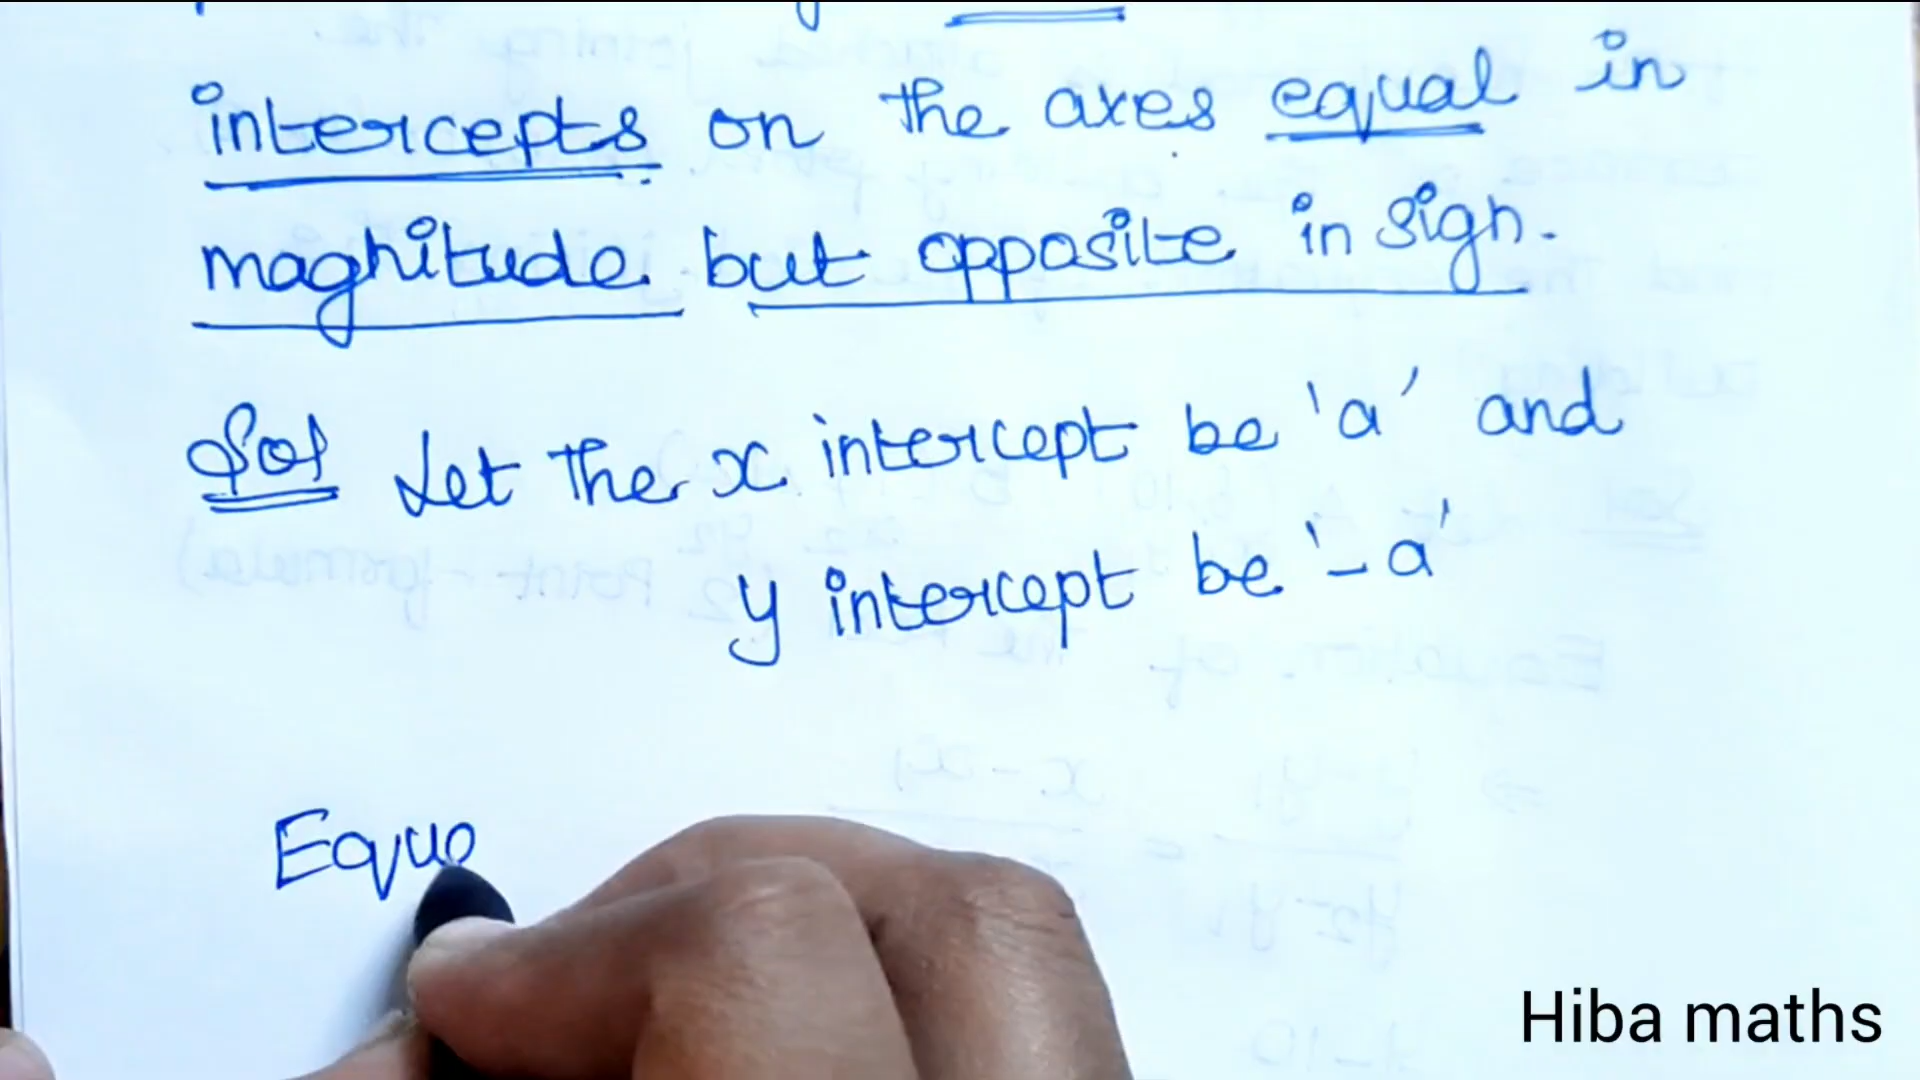 intercepts on the axes equal in
magnitude but opposite in sign.
Sol Let the x intercept be 'a' and
y intercept be '-a'
Equa
Hiba maths